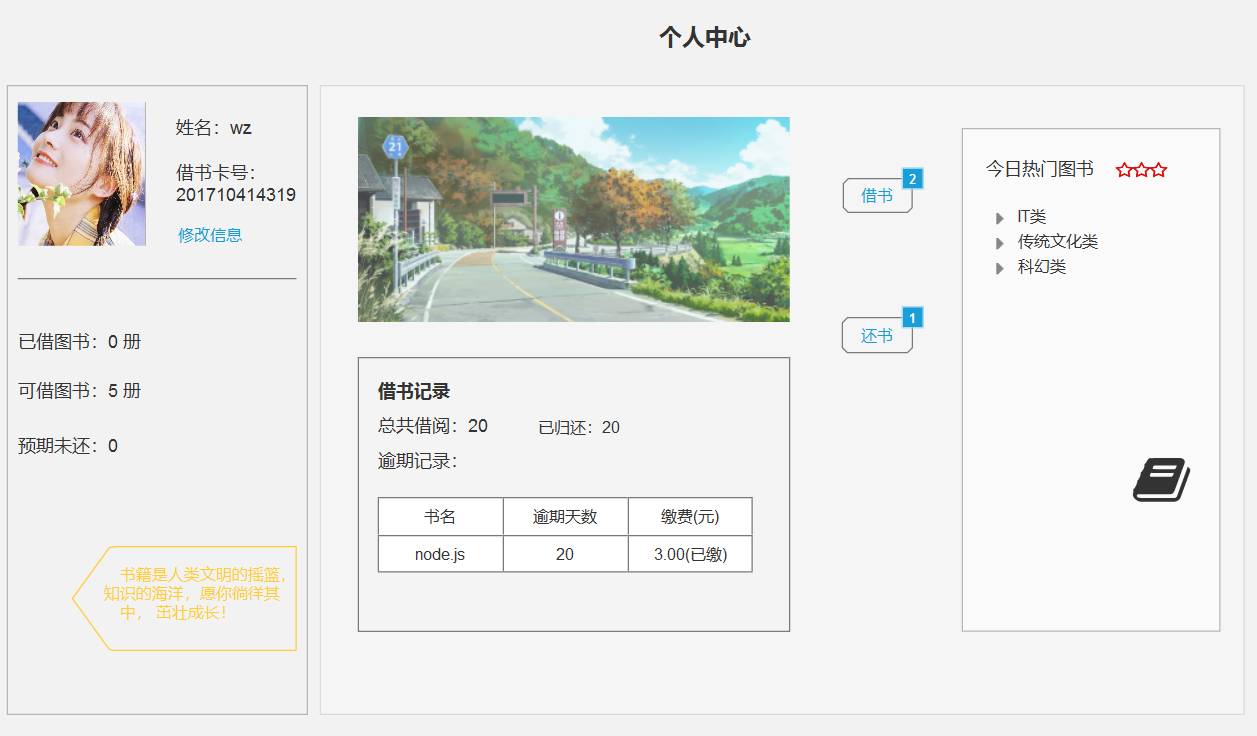 个人中心
姓名：wz
借书卡号：
201710414319
修改信息
已借图书：0 册
可借图书：5 册
预期未还：0
书籍是人类文明的摇篮，
知识的海洋，愿你徜徉其
中， 茁壮成长！
21
借书记录
总共借阅：20 已归还：20
逾期记录：
书名 逾期天数 缴费(元)
node.js 20 3.00(已缴)
借书 2
还书 1
今日热门图书
IT类
传统文化类
科幻类